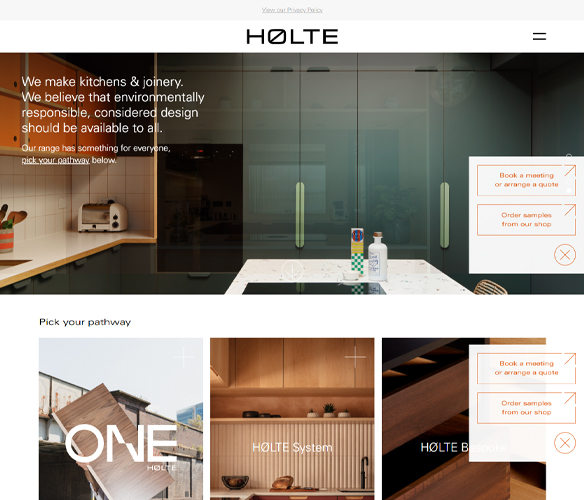 View our Privacy Policy
HØLTE
We make kitchens & joinery.
We believe that environmentally
responsible, considered design
should be available to all.
Our range has something for everyone,
pick your pathway below.
Book a meeting
or arrange a quote
Order samples
from our shop
Pick your pathway
Book a meeting
or arrange a quote
Order samples
from our shop
ONE
HØLTE
HØLTE System
HØLTE